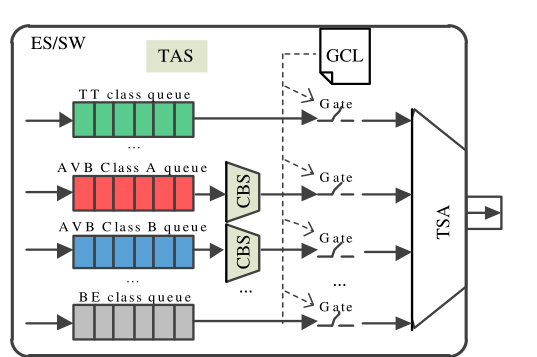 ES/SW
TAS
GCL
TT class queue
Gate
...
AVB Class A queue
CBS
Gate
AVB Class B queue
CBS
Gate
...
...
...
BE class queue
Gate
TSA